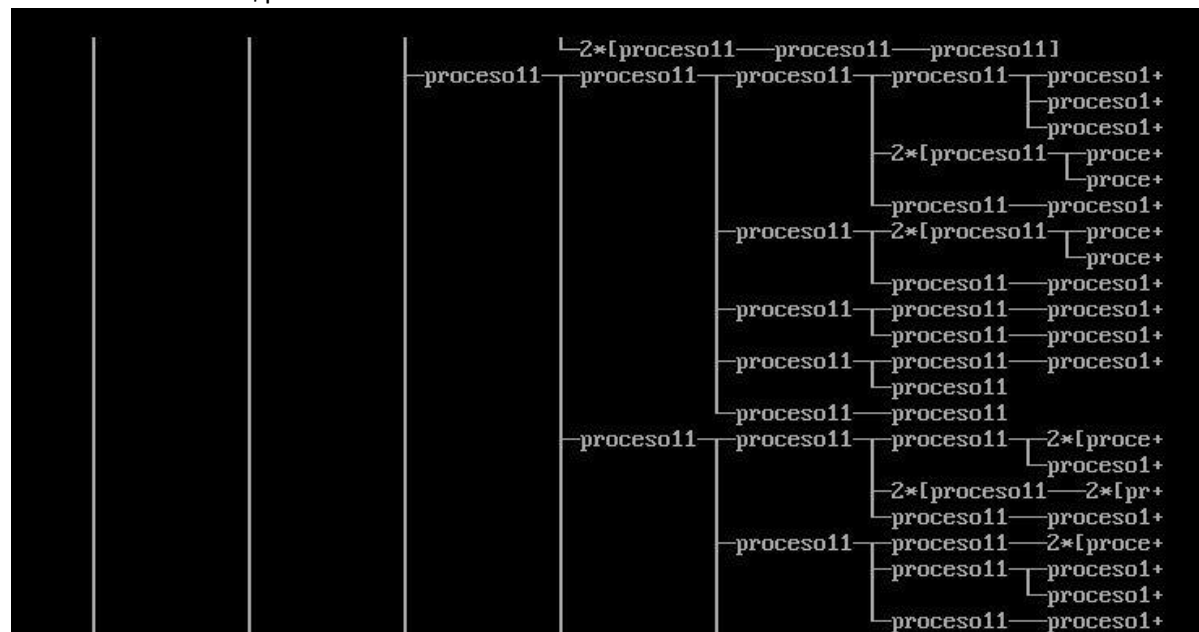 └─2*[proceso11───proceso11───proceso11]
├─proceso11─┬─proceso11─┬─proceso11─┬─proceso11─┬─proceso1+
├─proceso1+
└─proceso1+
├─2*[proceso11─┬─proce+
└─proce+
└─proceso11───proceso1+
├─proceso11─┬─2*[proceso11─┬─proce+
└─proce+
└─proceso11───proceso1+
├─proceso11─┬─proceso11───proceso1+
└─proceso11───proceso1+
├─proceso11─┬─proceso11───proceso1+
└─proceso11
└─proceso11───proceso11
├─proceso11─┬─proceso11─┬─proceso11─┬─2*[proce+
└─proceso1+
├─2*[proceso11───2*[pr+
└─proceso11───proceso1+
├─proceso11─┬─proceso11───2*[proce+
├─proceso11─┬─proceso1+
└─proceso1+
└─proceso11───proceso1+